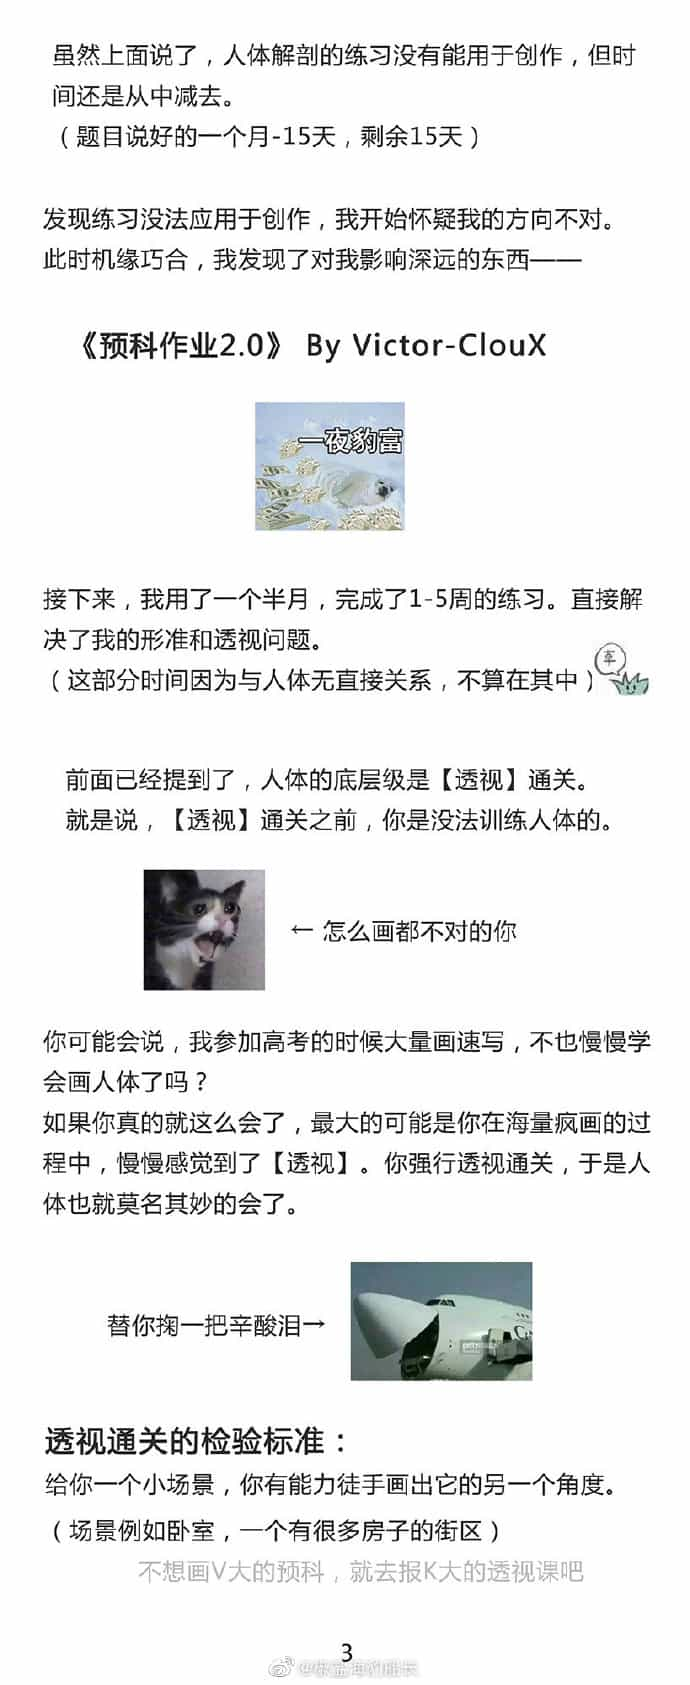 虽然上面说了，人体解剖的练习没有能用于创作，但时
间还是从中减去。
（题目说好的一个月-15天，剩余15天）
发现练习没法应用于创作，我开始怀疑我的方向不对。
此时机缘巧合，我发现了对我影响深远的东西——
《预科作业2.0》 By Victor-ClouX
一夜豹富
接下来，我用了一个半月，完成了1-5周的练习。直接解
决了我的形准和透视问题。
（这部分时间因为与人体无直接关系，不算在其中）
前面已经提到了，人体的底层级是【透视】通关。
就是说，【透视】通关之前，你是没法训练人体的。
← 怎么画都不对的你
你可能会说，我参加高考的时候大量画速写，不也慢慢学
会画人体了吗？
如果你真的就这么会了，最大的可能是你在海量疯画的过
程中，慢慢感觉到了【透视】。你强行透视通关，于是人
体也就莫名其妙的会了。
替你掬一把辛酸泪→
透视通关的检验标准：
给你一个小场景，你有能力徒手画出它的另一个角度。
（场景例如卧室，一个有很多房子的街区）
不想画V大的预科，就去报K大的透视课吧
3